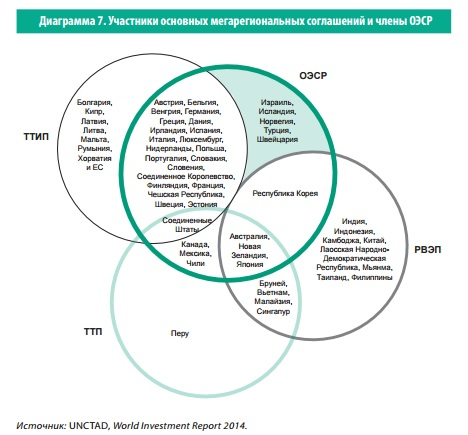 Диаграмма 7. Участники основных мегарегиональных соглашений и члены ОЭСР
ОЭСР
ТТИП
Болгария,
Кипр,
Латвия,
Литва,
Мальта,
Румыния,
Хорватия
и ЕС
Австрия, Бельгия,
Венгрия, Германия,
Греция, Дания,
Ирландия, Испания,
Италия, Люксембург,
Нидерланды, Польша,
Португалия, Словакия,
Словения,
Соединенное Королевство,
Финляндия, Франция,
Чешская Республика,
Швеция, Эстония
Израиль,
Исландия,
Норвегия,
Турция,
Швейцария
Республика Корея
Соединенные
Штаты
Канада,
Мексика,
Чили
Австралия,
Новая
Зеландия,
Япония
Индия,
Индонезия,
Камбоджа, Китай,
Лаосская Народно-
Демократическая
Республика, Мьянма,
Таиланд, Филиппины
РВЭП
Бруней,
Вьетнам,
Малайзия,
Сингапур
ТТП
Перу
Источник: UNCTAD, World Investment Report 2014.